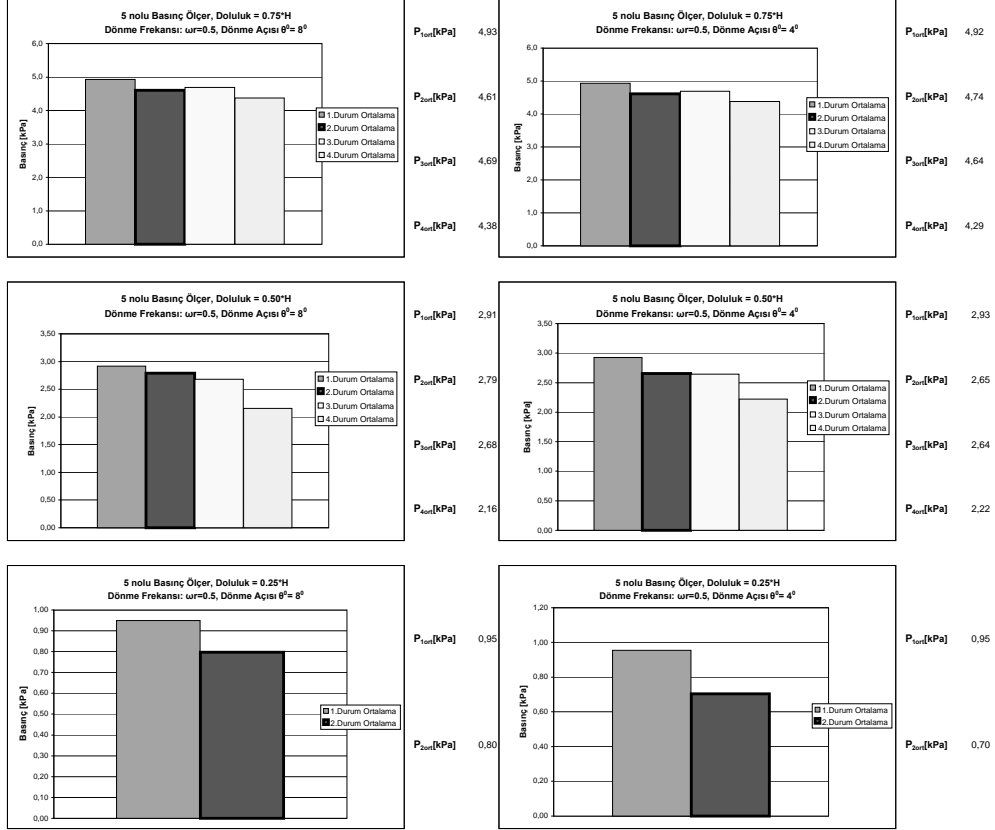 5 nolu Basınç Ölçer, Doluluk = 0.75*H
Dönme Frekansı: ωr=0.5, Dönme Açısı θ⁰= 8⁰
6,0
5,0
4,0
3,0
2,0
1,0
0,0
Basınç [kPa]
1.Durum Ortalama
2.Durum Ortalama
3.Durum Ortalama
4.Durum Ortalama
P1ort[kPa] 4,93
P2ort[kPa] 4,61
P3ort[kPa] 4,69
P4ort[kPa] 4,38
5 nolu Basınç Ölçer, Doluluk = 0.75*H
Dönme Frekansı: ωr=0.5, Dönme Açısı θ⁰= 4⁰
6,0
5,0
4,0
3,0
2,0
1,0
0,0
Basınç [kPa]
1.Durum Ortalama
2.Durum Ortalama
3.Durum Ortalama
4.Durum Ortalama
P1ort[kPa] 4,92
P2ort[kPa] 4,74
P3ort[kPa] 4,64
P4ort[kPa] 4,29
5 nolu Basınç Ölçer, Doluluk = 0.50*H
Dönme Frekansı: ωr=0.5, Dönme Açısı θ⁰= 8⁰
3,50
3,00
2,50
2,00
1,50
1,00
0,50
0,00
Basınç [kPa]
1.Durum Ortalama
2.Durum Ortalama
3.Durum Ortalama
4.Durum Ortalama
P1ort[kPa] 2,91
P2ort[kPa] 2,79
P3ort[kPa] 2,68
P4ort[kPa] 2,16
5 nolu Basınç Ölçer, Doluluk = 0.50*H
Dönme Frekansı: ωr=0.5, Dönme Açısı θ⁰= 4⁰
3,50
3,00
2,50
2,00
1,50
1,00
0,50
0,00
Basınç [kPa]
1.Durum Ortalama
2.Durum Ortalama
3.Durum Ortalama
4.Durum Ortalama
P1ort[kPa] 2,93
P2ort[kPa] 2,65
P3ort[kPa] 2,64
P4ort[kPa] 2,22
5 nolu Basınç Ölçer, Doluluk = 0.25*H
Dönme Frekansı: ωr=0.5, Dönme Açısı θ⁰= 8⁰
1,00
0,90
0,80
0,70
0,60
0,50
0,40
0,30
0,20
0,10
0,00
Basınç [kPa]
1.Durum Ortalama
2.Durum Ortalama
P1ort[kPa] 0,95
P2ort[kPa] 0,80
5 nolu Basınç Ölçer, Doluluk = 0.25*H
Dönme Frekansı: ωr=0.5, Dönme Açısı θ⁰= 4⁰
1,20
1,00
0,80
0,60
0,40
0,20
0,00
Basınç [kPa]
1.Durum Ortalama
2.Durum Ortalama
P1ort[kPa] 0,95
P2ort[kPa] 0,70